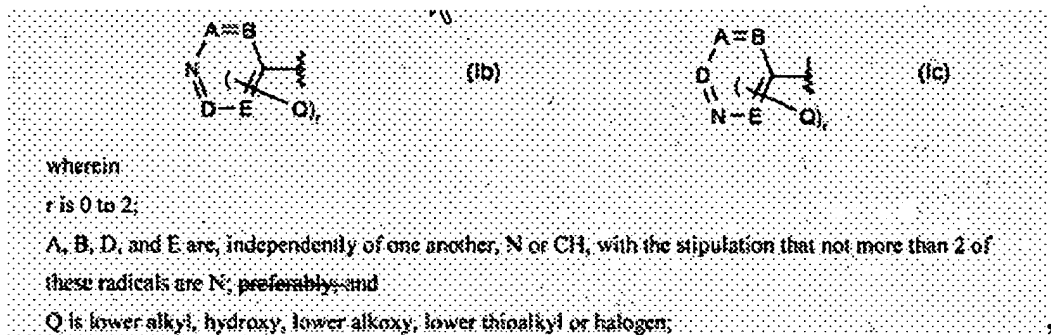 A=B
A=B
N
(Ib)
D
(Ic)
D-E
Q)r
N-E
Q)r
wherein
r is 0 to 2;
A, B, D, and E are, independently of one another, N or CH, with the stipulation that not more than 2 of
these radicals are N; preferably, and
Q is lower alkyl, hydroxy, lower alkoxy, lower thioalkyl or halogen;